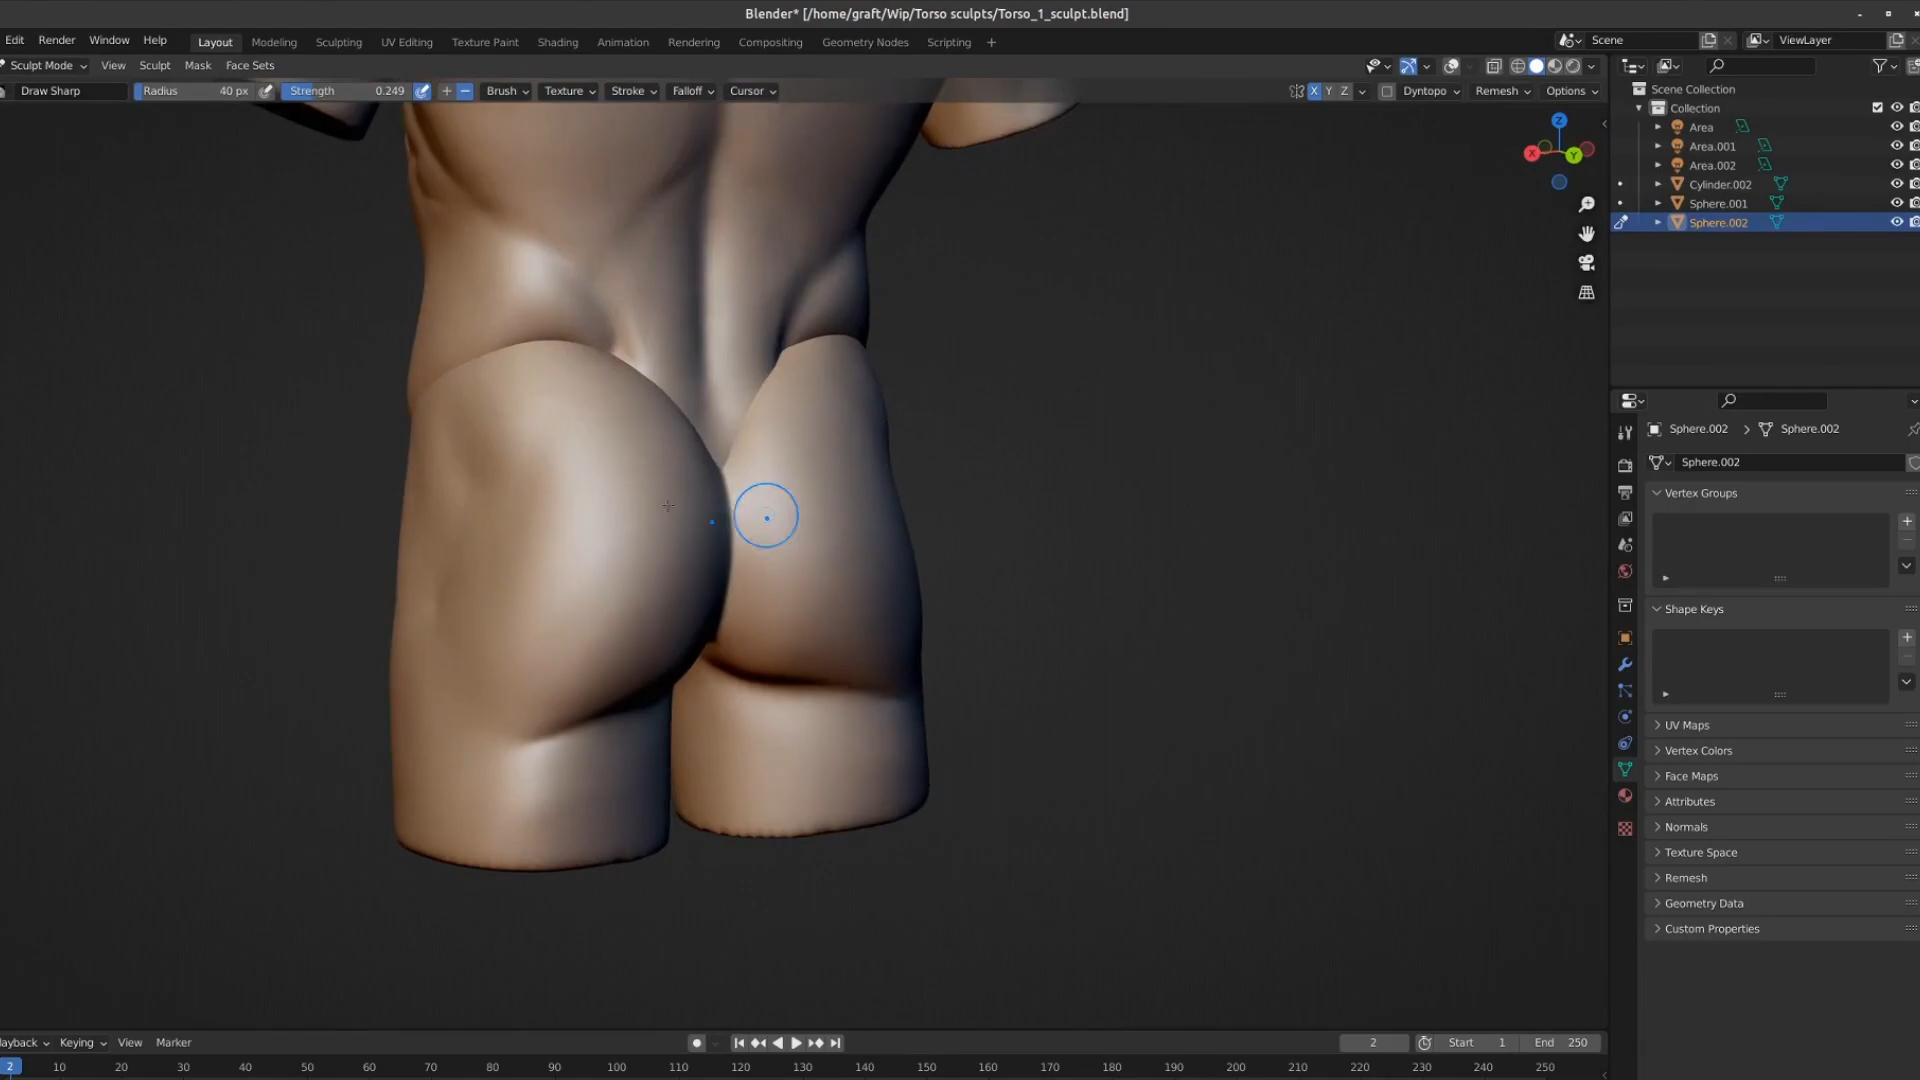 Blender* [/home/graft/Wip/Torso sculpts/Torso_1_sculpt.blend]
Edit Render Window Help Layout Modeling Sculpting UV Editing Texture Paint Shading Animation Rendering Compositing Geometry Nodes Scripting + Scene ViewLayer
Sculpt Mode View Sculpt Mask Face Sets
Draw Sharp Radius 40 px Strength 0.249 + − Brush Texture Stroke Falloff Cursor X Y Z Dyntopo Remesh Options
Scene Collection
Collection
Area
Area.001
Area.002
Cylinder.002
Sphere.001
Sphere.002
Z
X Y
Sphere.002 > Sphere.002
Sphere.002
Vertex Groups
Shape Keys
UV Maps
Vertex Colors
Face Maps
Attributes
Normals
Texture Space
Remesh
Geometry Data
Custom Properties
layback Keying View Marker 2 Start 1 End 250
2 10 20 30 40 50 60 70 80 90 100 110 120 130 140 150 160 170 180 190 200 210 220 230 240 250